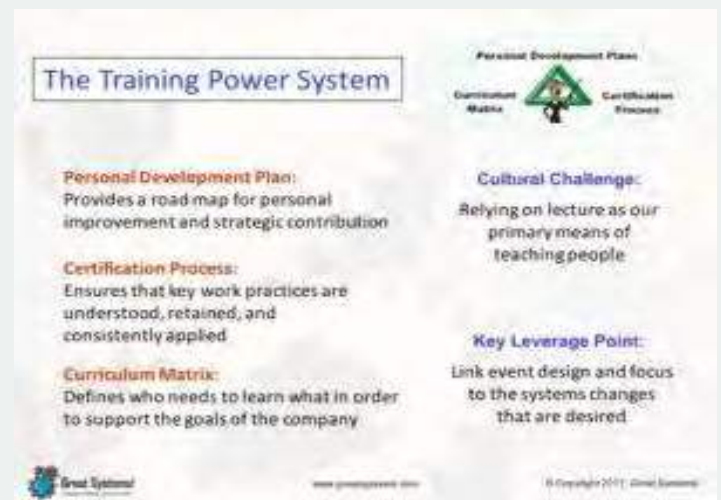 The Training Power System
Personal Development Plans
Curriculum
Matrix
Certification
Process
Personal Development Plan:
Provides a road map for personal
improvement and strategic contribution
Certification Process:
Ensures that key work practices are
understood, retained, and
consistently applied
Curriculum Matrix:
Defines who needs to learn what in order
to support the goals of the company
Cultural Challenge:
Relying on lecture as our
primary means of
teaching people
Key Leverage Point:
Link event design and focus
to the systems changes
that are desired
Great Systems!
© Copyright Great Systems